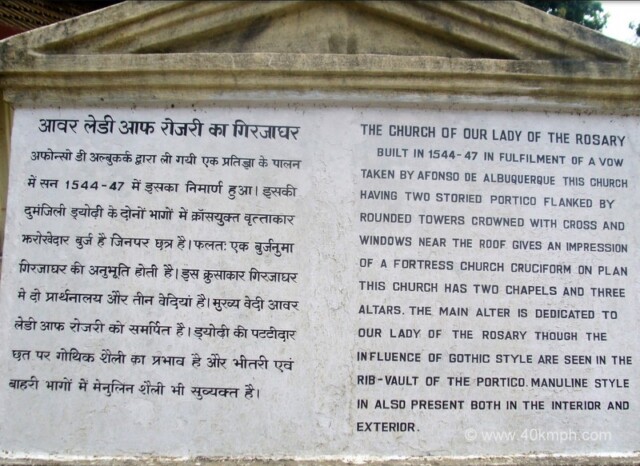 आवर लेडी आफ रोजरी का गिरजाघर
अफोन्सो डी अल्बुकर्क द्वारा ली गयी एक प्रतिज्ञा के पालन
में सन 1544-47 में इसका निमार्ण हुआ। इसकी
दुमंजिली ड्योढ़ी के दोनों भागों में क्रॉसयुक्त वृत्ताकार
झरोखेदार बुर्ज है जिनपर छत्र है। फलतः एक बुर्जनुमा
गिरजाघर की अनुभूति होती है। इस क्रुसाकार गिरजाघर
मे दो प्रार्थनालय और तीन वेदियां है। मुख्य वेदी आवर
लेडी आफ रोजरी को समर्पित है। ड्योढी की पटटीदार
छत पर गोथिक शैली का प्रभाव है और भीतरी एवं
बाहरी भागों में मेनुलिन शैली भी सुव्यक्त है।
THE CHURCH OF OUR LADY OF THE ROSARY
BUILT IN 1544-47 IN FULFILMENT OF A VOW
TAKEN BY AFONSO DE ALBUQUERQUE THIS CHURCH
HAVING TWO STORIED PORTICO FLANKED BY
ROUNDED TOWERS CROWNED WITH CROSS AND
WINDOWS NEAR THE ROOF GIVES AN IMPRESSION
OF A FORTRESS CHURCH CRUCIFORM ON PLAN
THIS CHURCH HAS TWO CHAPELS AND THREE
ALTARS. THE MAIN ALTER IS DEDICATED TO
OUR LADY OF THE ROSARY THOUGH THE
INFLUENCE OF GOTHIC STYLE ARE SEEN IN THE
RIB-VAULT OF THE PORTICO. MANULINE STYLE
IN ALSO PRESENT BOTH IN THE INTERIOR AND
EXTERIOR.
© www.40kmph.com